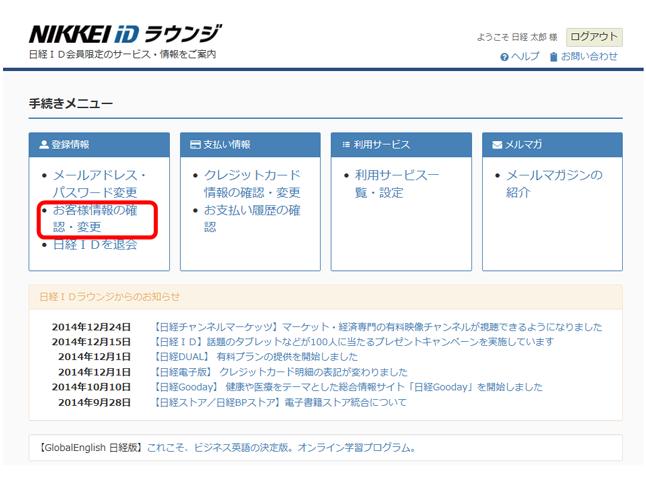 NIKKEI iD ラウンジ
日経ID会員限定のサービス・情報をご案内
ようこそ 日経 太郎 様 ログアウト
ヘルプ お問い合わせ
手続きメニュー
登録情報
メールアドレス・
パスワード変更
お客様情報の確
認・変更
日経IDを退会
支払い情報
クレジットカード
情報の確認・変更
お支払い履歴の確
認
利用サービス
利用サービス一
覧・設定
メルマガ
メールマガジンの
紹介
日経IDラウンジからのお知らせ
2014年12月24日 【日経チャンネルマーケッツ】マーケット・経済専門の有料映像チャンネルが視聴できるようになりました
2014年12月15日 【日経ID】話題のタブレットなどが100人に当たるプレゼントキャンペーンを実施しています
2014年12月1日 【日経DUAL】 有料プランの提供を開始しました
2014年12月1日 【日経電子版】 クレジットカード明細の表記が変わりました
2014年10月10日 【日経Gooday】 健康や医療をテーマとした総合情報サイト「日経Gooday」を開始しました
2014年9月28日 【日経ストア／日経BPストア】電子書籍ストア統合について
【GlobalEnglish 日経版】これこそ、ビジネス英語の決定版。オンライン学習プログラム。